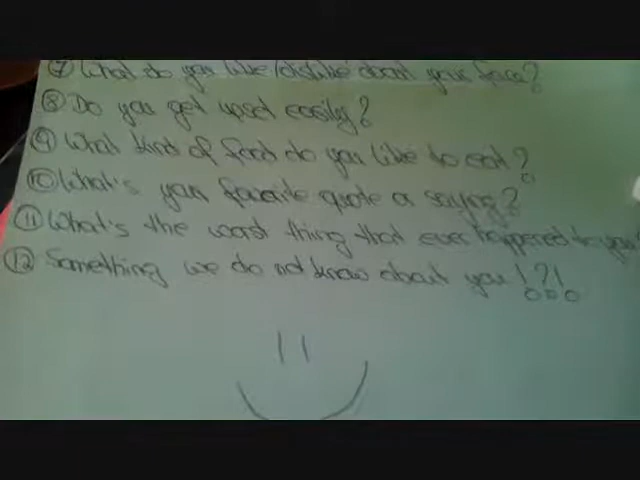 ⑦ What do you like/dislike about your face?
⑧ Do you get upset easily?
⑨ What kind of food do you like to eat?
⑩ What's your favorite quote or saying?
⑪ What's the worst thing that ever happened to you?
⑫ Something we do not know about you!?!